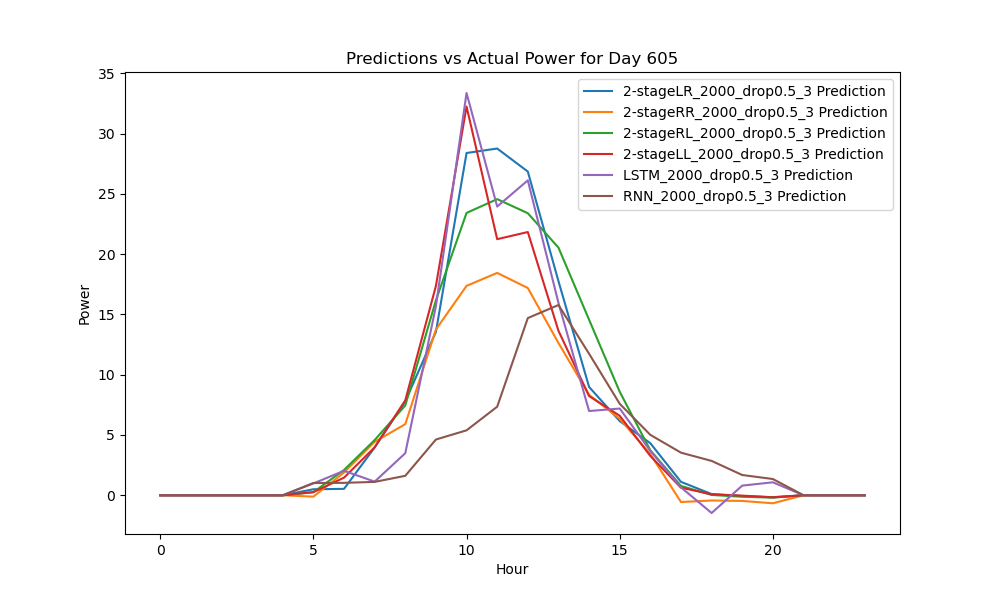 Predictions vs Actual Power for Day 605
35
30
25
20
15
10
5
0
Power
2-stageLR_2000_drop0.5_3 Prediction
2-stageRR_2000_drop0.5_3 Prediction
2-stageRL_2000_drop0.5_3 Prediction
2-stageLL_2000_drop0.5_3 Prediction
LSTM_2000_drop0.5_3 Prediction
RNN_2000_drop0.5_3 Prediction
0 5 10 15 20
Hour